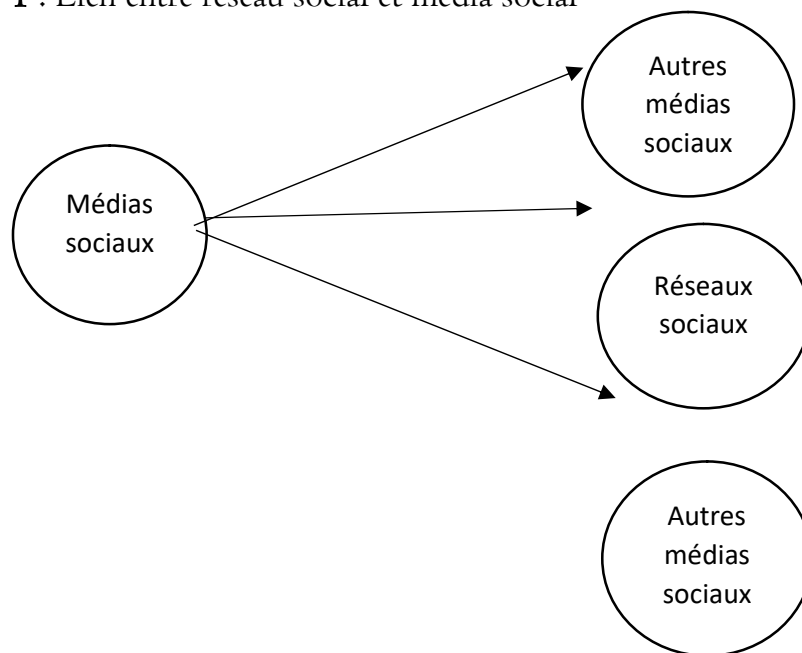 1 : Lien entre réseau social et média social
Autres
médias
sociaux
Médias
sociaux
Réseaux
sociaux
Autres
médias
sociaux